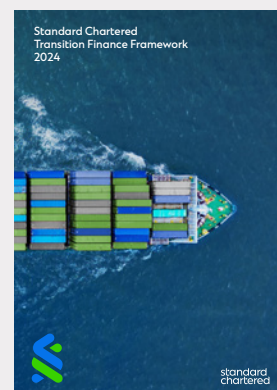 Standard Chartered
Transition Finance Framework
2024
standard
chartered